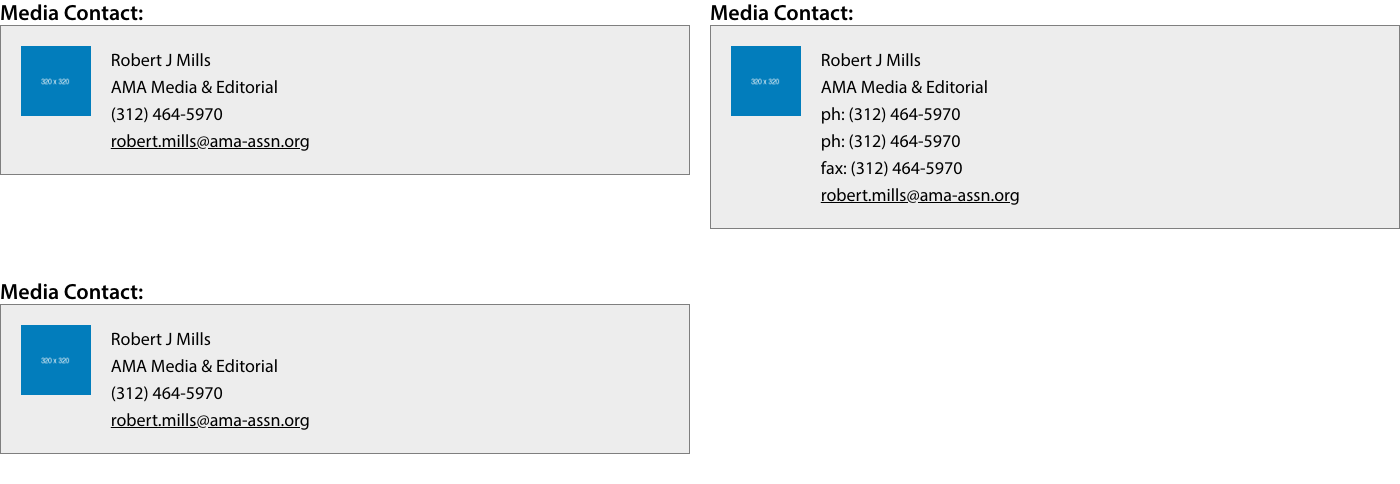 Media Contact:
320 x 320
Robert J Mills
AMA Media & Editorial
(312) 464-5970
robert.mills@ama-assn.org
Media Contact:
320 x 320
Robert J Mills
AMA Media & Editorial
ph: (312) 464-5970
ph: (312) 464-5970
fax: (312) 464-5970
robert.mills@ama-assn.org
Media Contact:
320 x 320
Robert J Mills
AMA Media & Editorial
(312) 464-5970
robert.mills@ama-assn.org